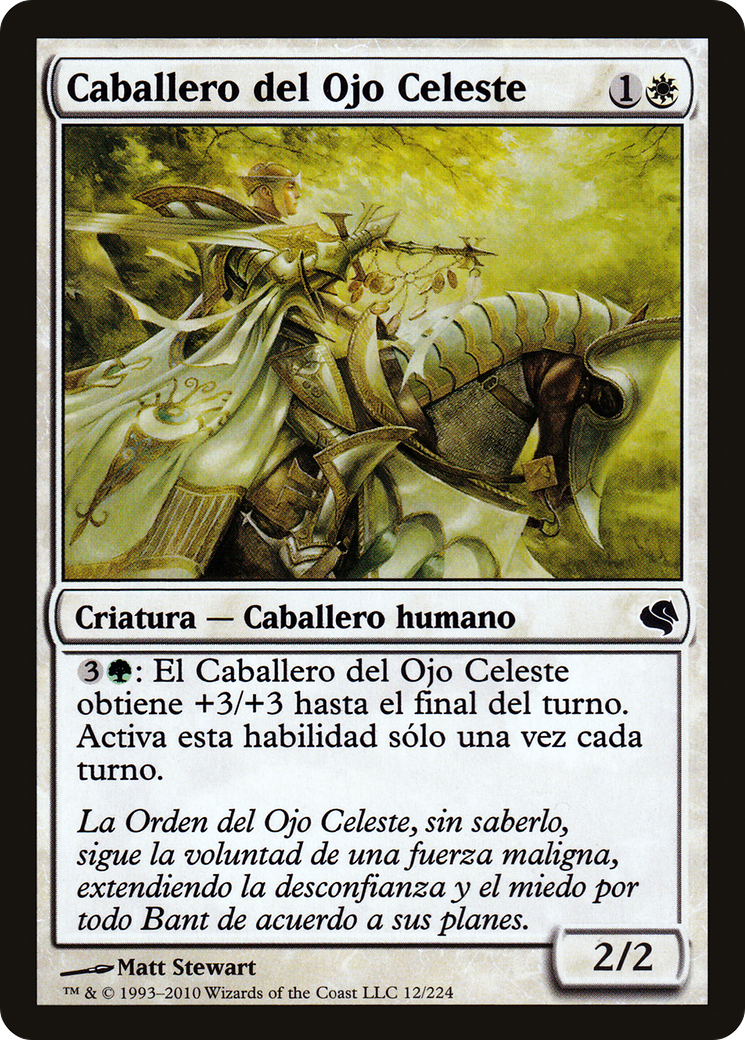 Caballero del Ojo Celeste 1
Criatura — Caballero humano
3: El Caballero del Ojo Celeste
obtiene +3/+3 hasta el final del turno.
Activa esta habilidad sólo una vez cada
turno.
La Orden del Ojo Celeste, sin saberlo,
sigue la voluntad de una fuerza maligna,
extendiendo la desconfianza y el miedo por
todo Bant de acuerdo a sus planes.
2/2
Matt Stewart
™ & © 1993–2010 Wizards of the Coast LLC 12/224